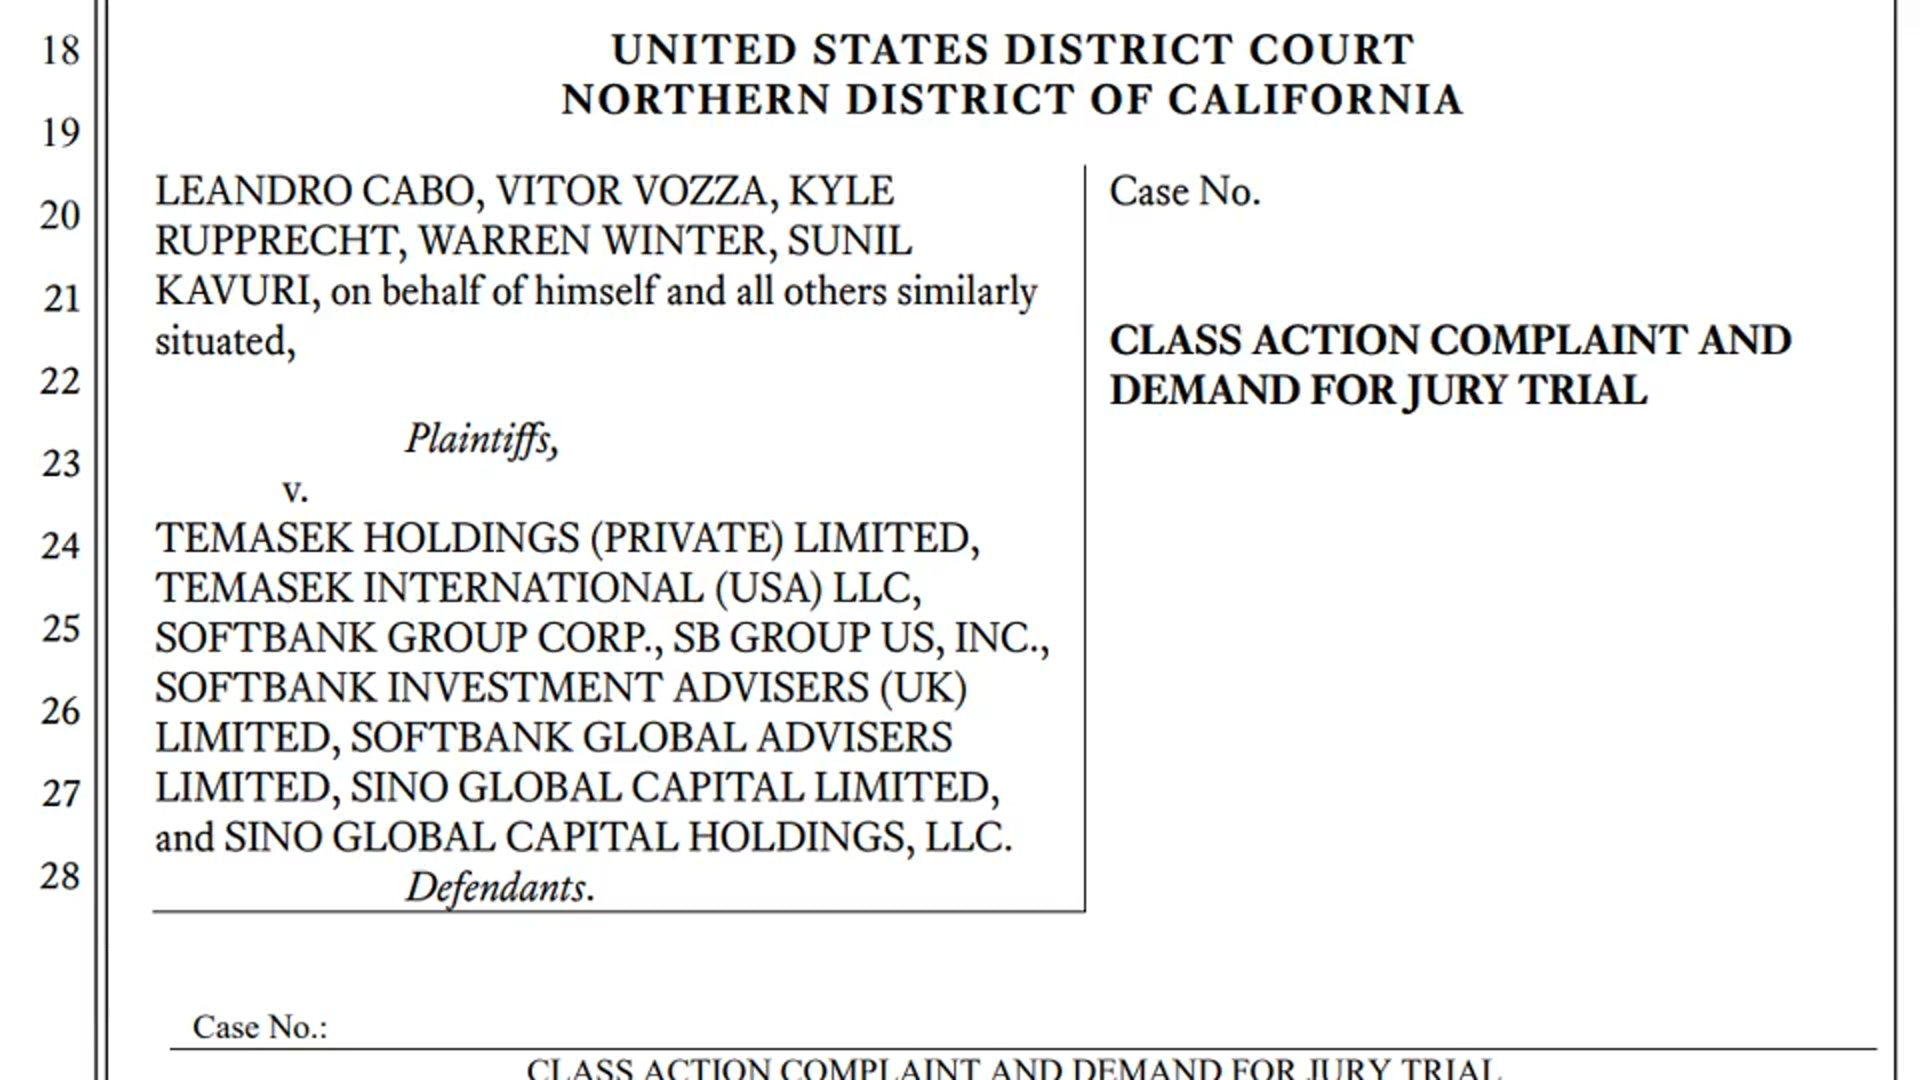 18
UNITED STATES DISTRICT COURT
NORTHERN DISTRICT OF CALIFORNIA
19
LEANDRO CABO, VITOR VOZZA, KYLE
Case No.
20
RUPPRECHT, WARREN WINTER, SUNIL
21
KAVURI, on behalf of himself and all others similarly
situated,
CLASS ACTION COMPLAINT AND
22
DEMAND FOR JURY TRIAL
Plaintiffs,
23
v.
24
TEMASEK HOLDINGS (PRIVATE) LIMITED,
TEMASEK INTERNATIONAL (USA) LLC,
25
SOFTBANK GROUP CORP., SB GROUP US, INC.,
SOFTBANK INVESTMENT ADVISERS (UK)
26
LIMITED, SOFTBANK GLOBAL ADVISERS
27
LIMITED, SINO GLOBAL CAPITAL LIMITED,
and SINO GLOBAL CAPITAL HOLDINGS, LLC.
28
Defendants.
Case No.:
CLASS ACTION COMPLAINT AND DEMAND FOR JURY TRIAL